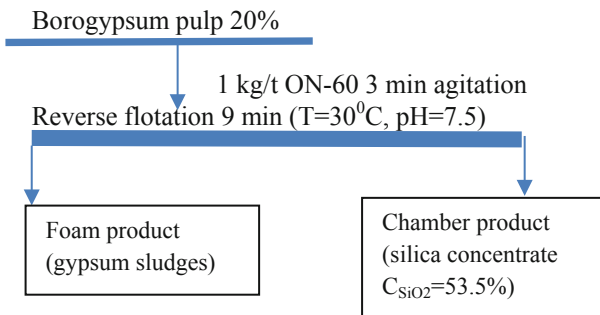 Borogypsum pulp 20%
1 kg/t ON-60 3 min agitation
Reverse flotation 9 min (T=30⁰C, pH=7.5)
Foam product
(gypsum sludges)
Chamber product
(silica concentrate
C_SiO2=53.5%)